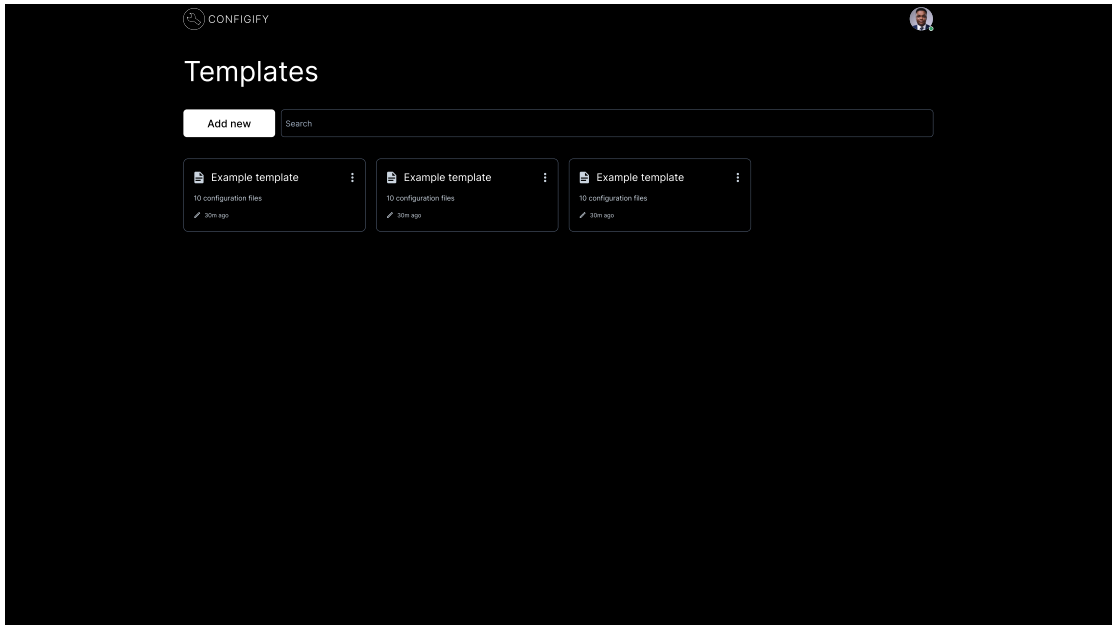 CONFIGIFY
Templates
Add new
Search
Example template
10 configuration files
30m ago
Example template
10 configuration files
30m ago
Example template
10 configuration files
30m ago